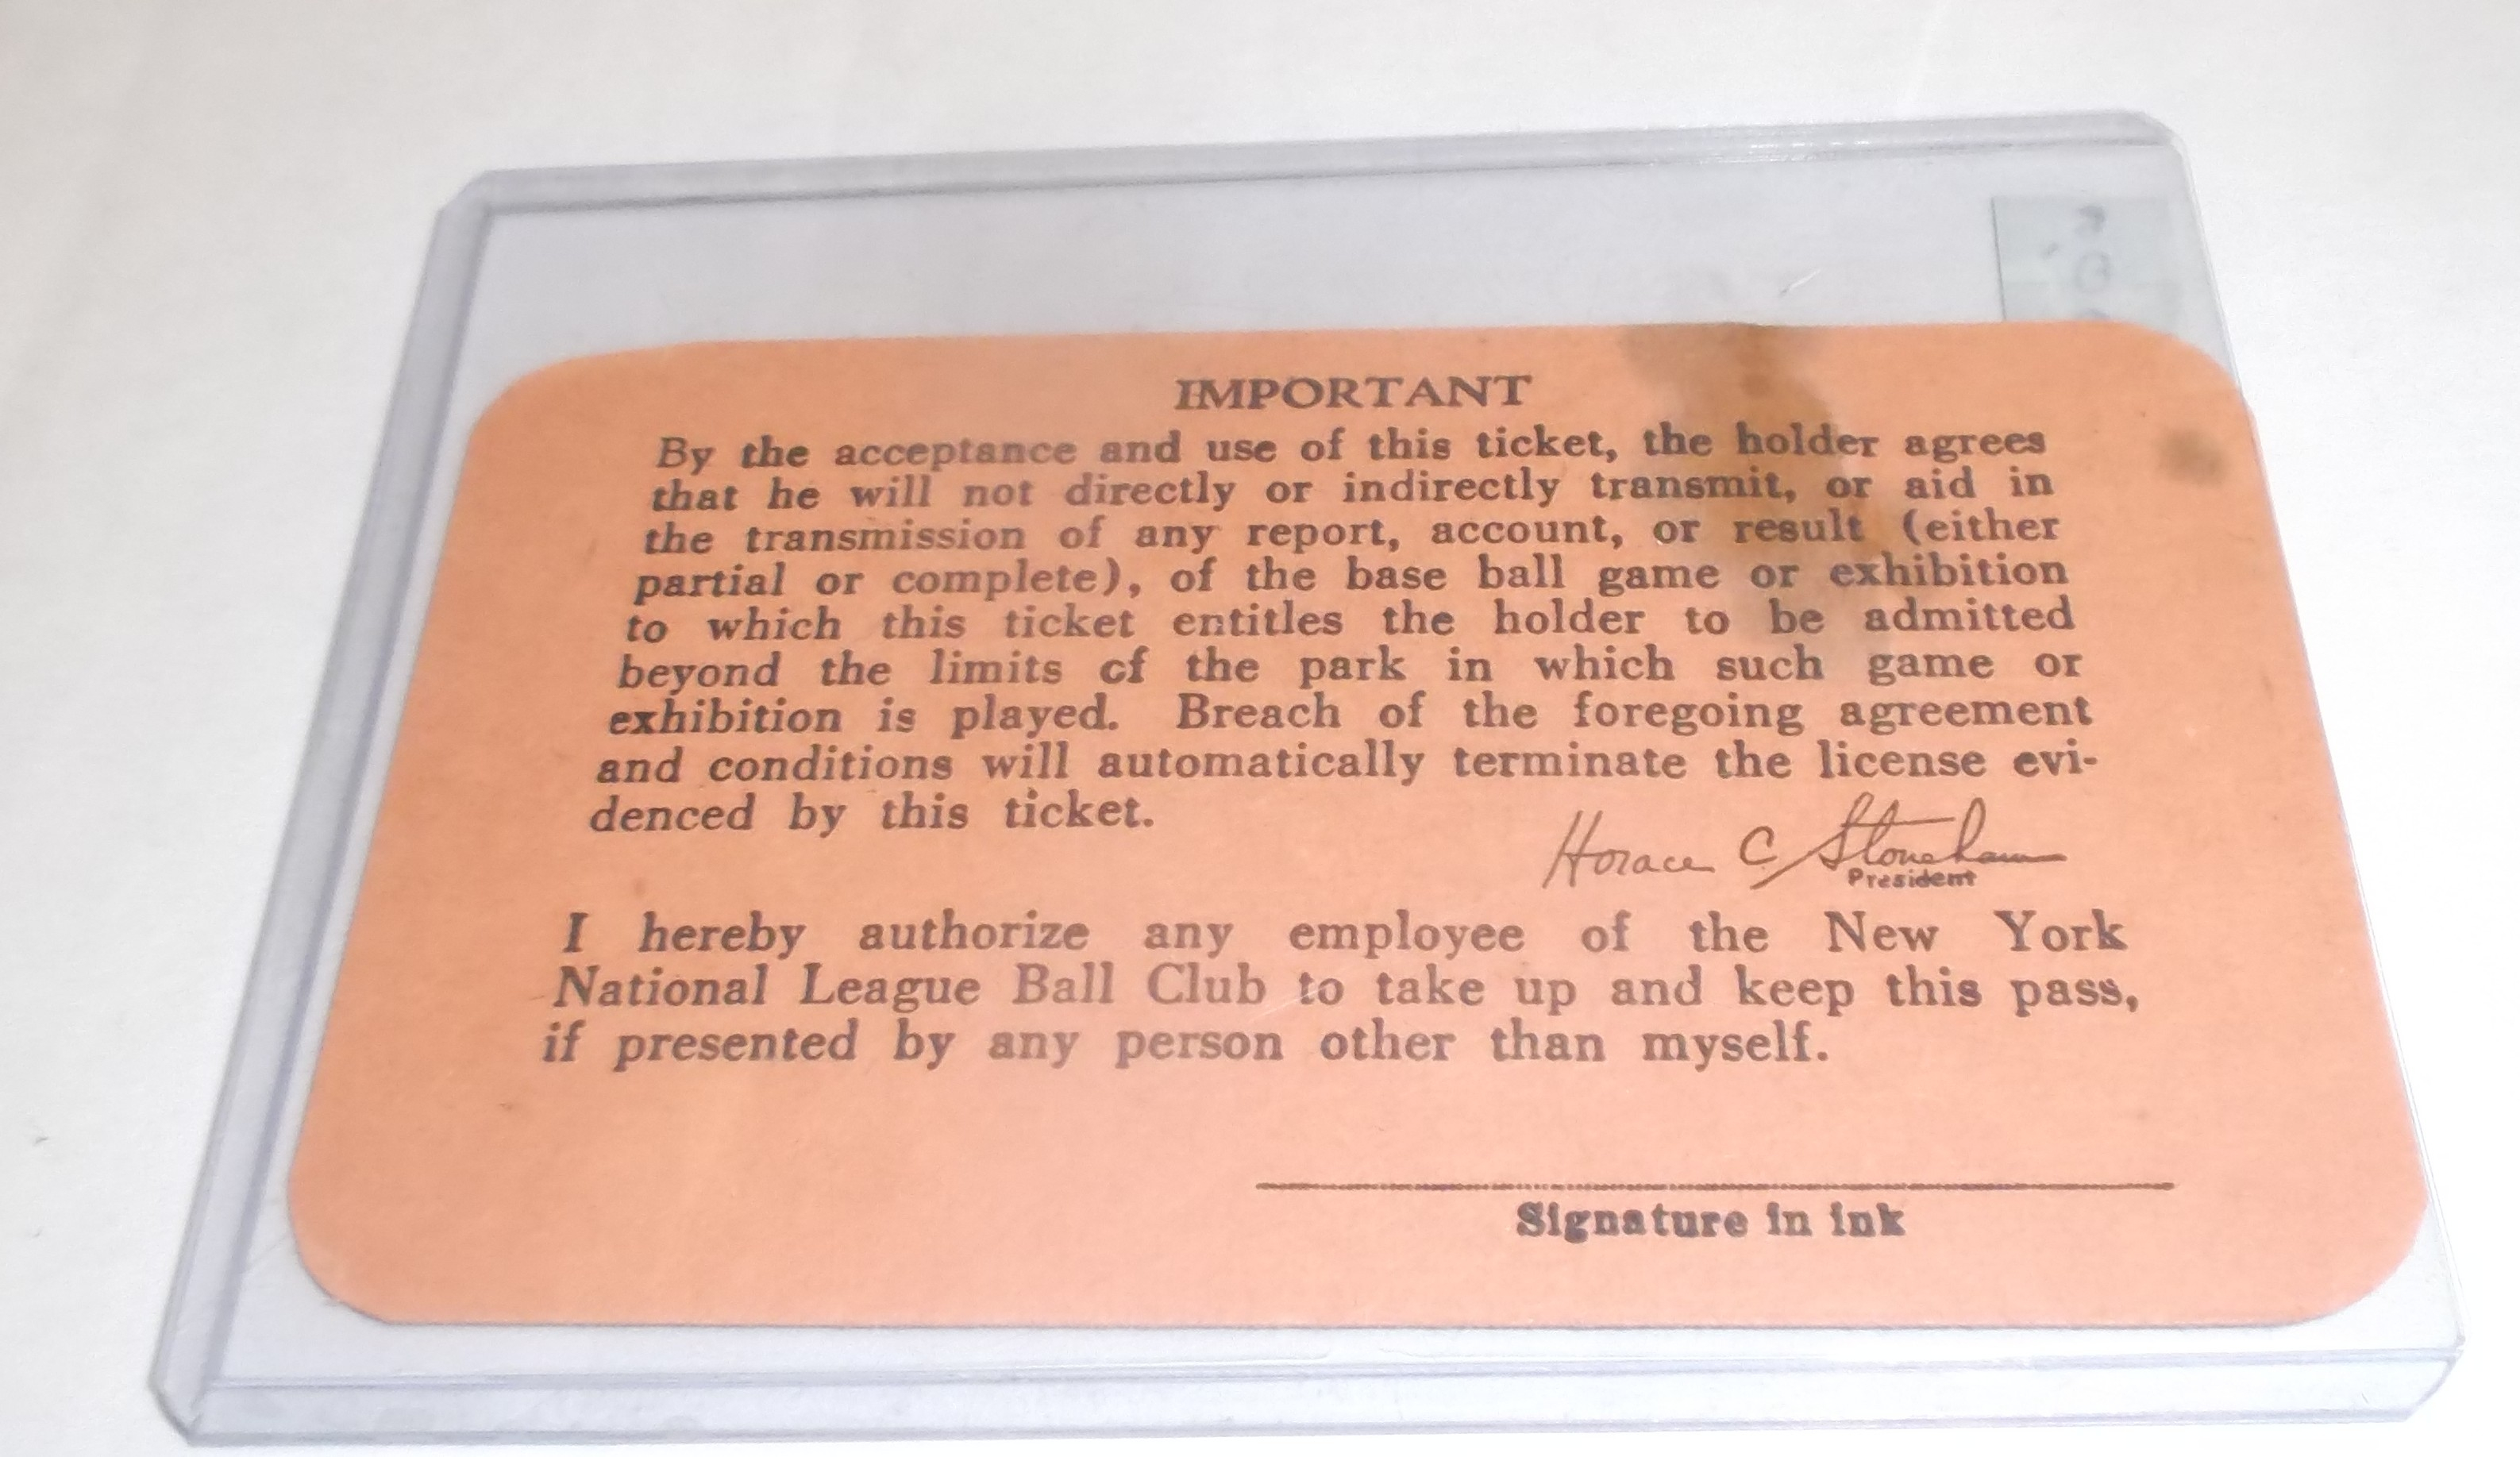 IMPORTANT
By the acceptance and use of this ticket, the holder agrees
that he will not directly or indirectly transmit, or aid in
the transmission of any report, account, or result (either
partial or complete), of the base ball game or exhibition
to which this ticket entitles the holder to be admitted
beyond the limits cf the park in which such game or
exhibition is played. Breach of the foregoing agreement
and conditions will automatically terminate the license evi-
denced by this ticket.
Horace C Stoneham
President
I hereby authorize any employee of the New York
National League Ball Club to take up and keep this pass,
if presented by any person other than myself.
Signature in ink